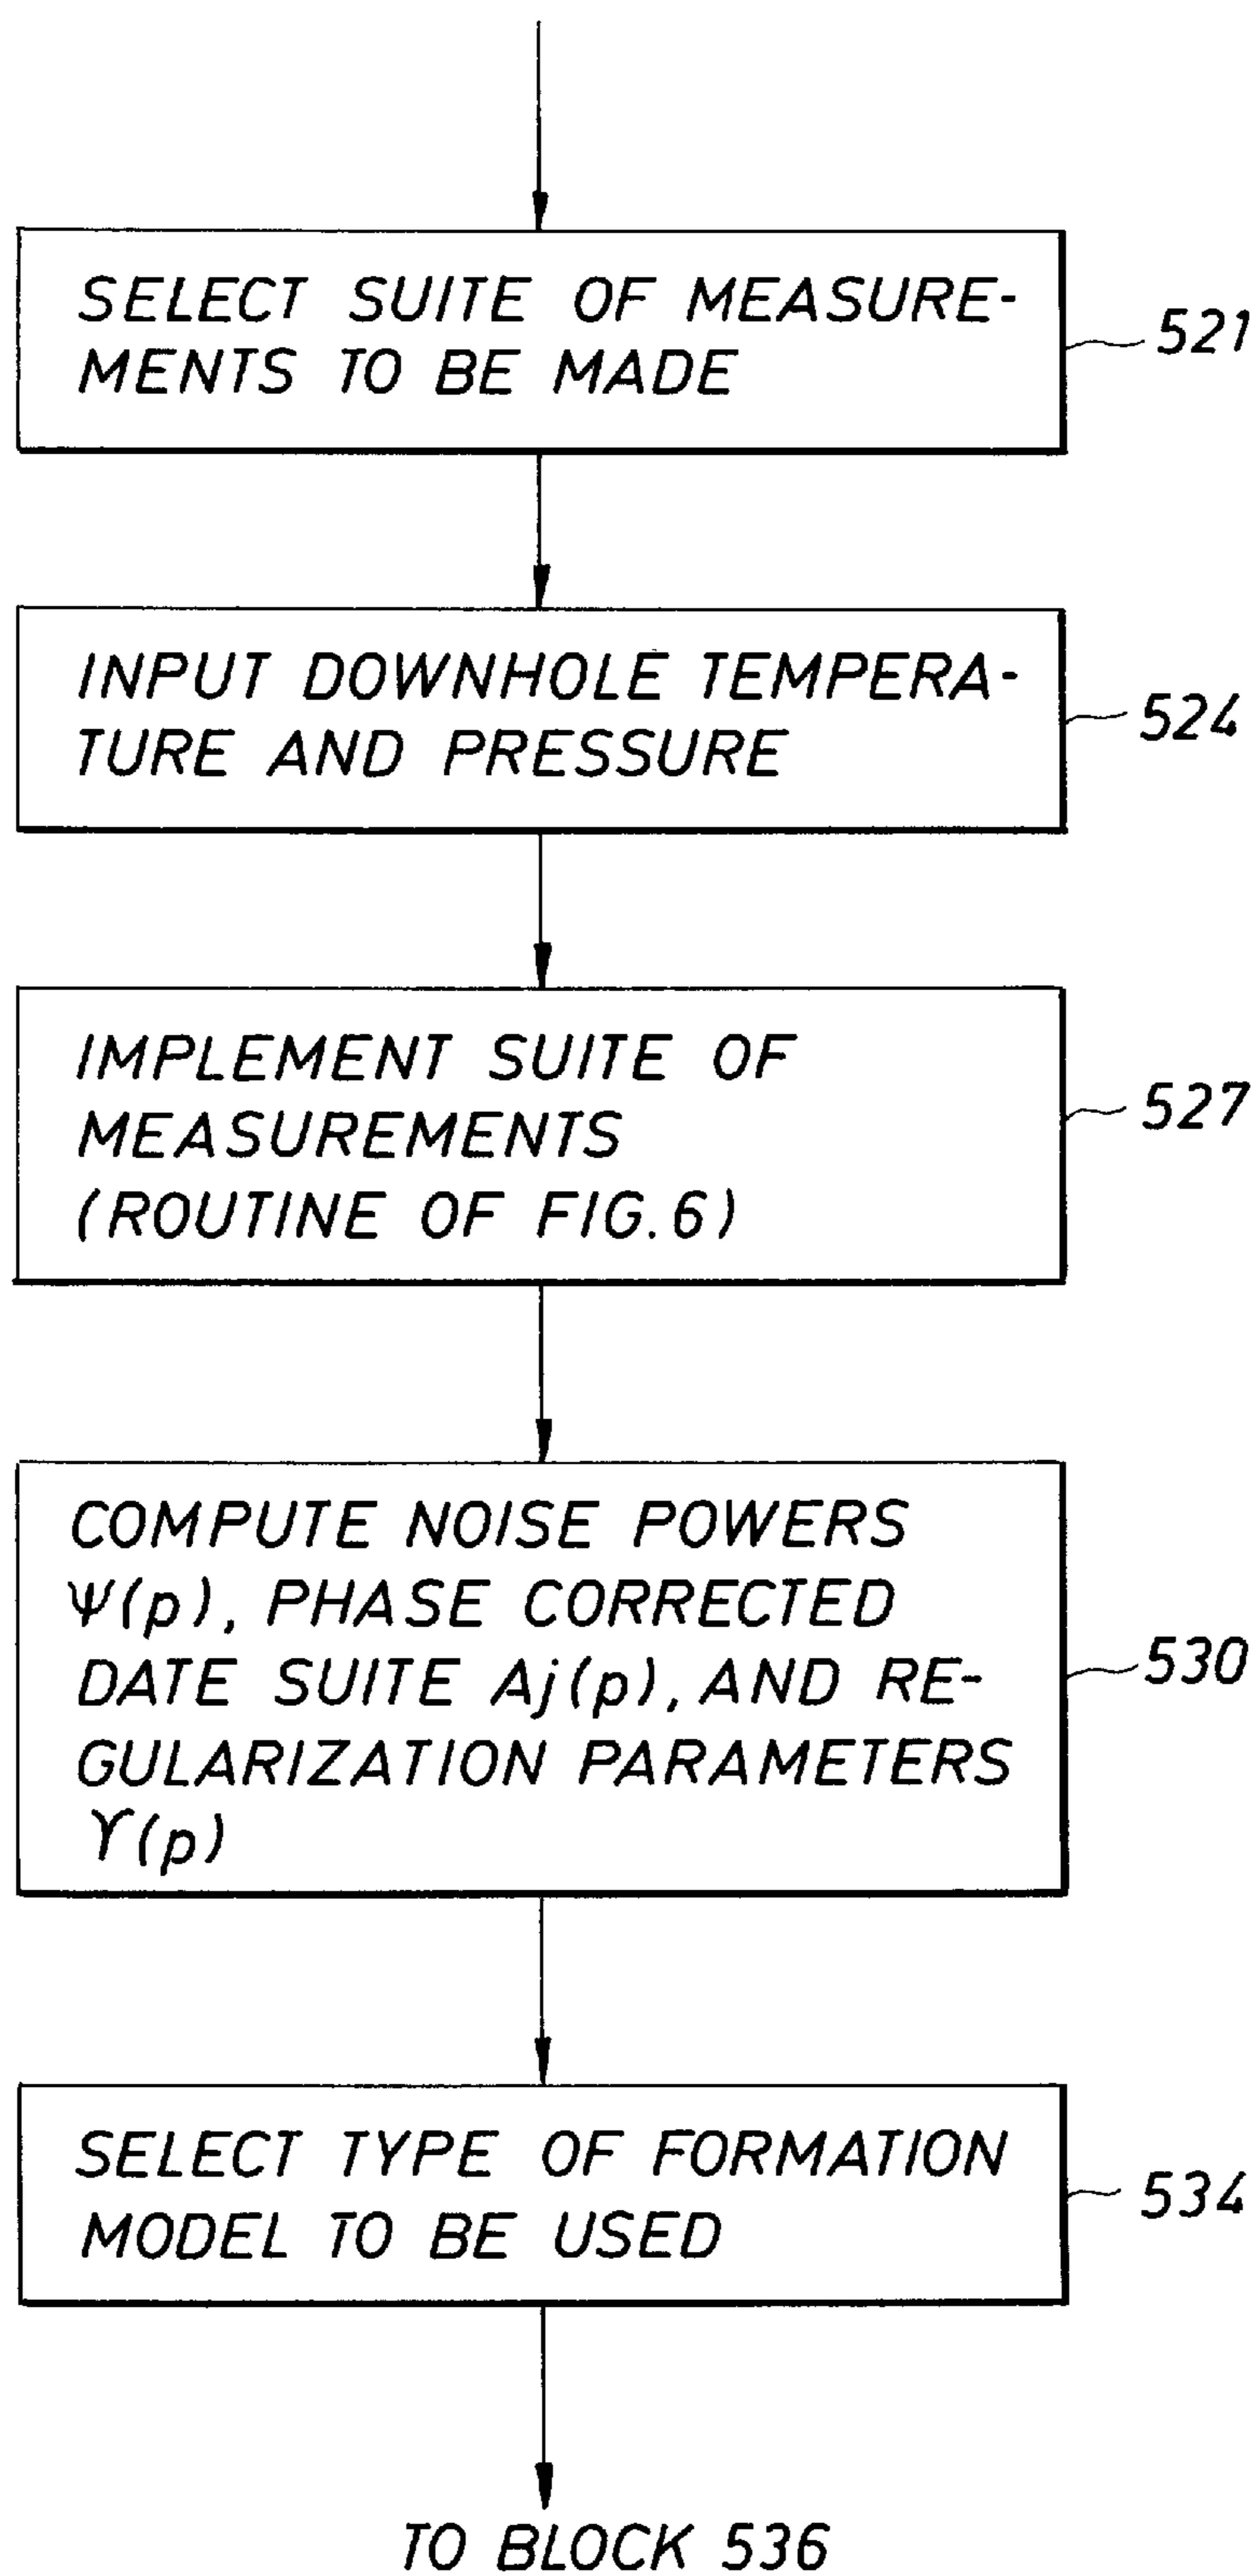 SELECT SUITE OF MEASURE-
MENTS TO BE MADE
521
INPUT DOWNHOLE TEMPERA-
TURE AND PRESSURE
524
IMPLEMENT SUITE OF
MEASUREMENTS
(ROUTINE OF FIG. 6)
527
COMPUTE NOISE POWERS
Ψ(p), PHASE CORRECTED
DATE SUITE Aj(p), AND RE-
GULARIZATION PARAMETERS
ϒ(p)
530
SELECT TYPE OF FORMATION
MODEL TO BE USED
534
TO BLOCK 536